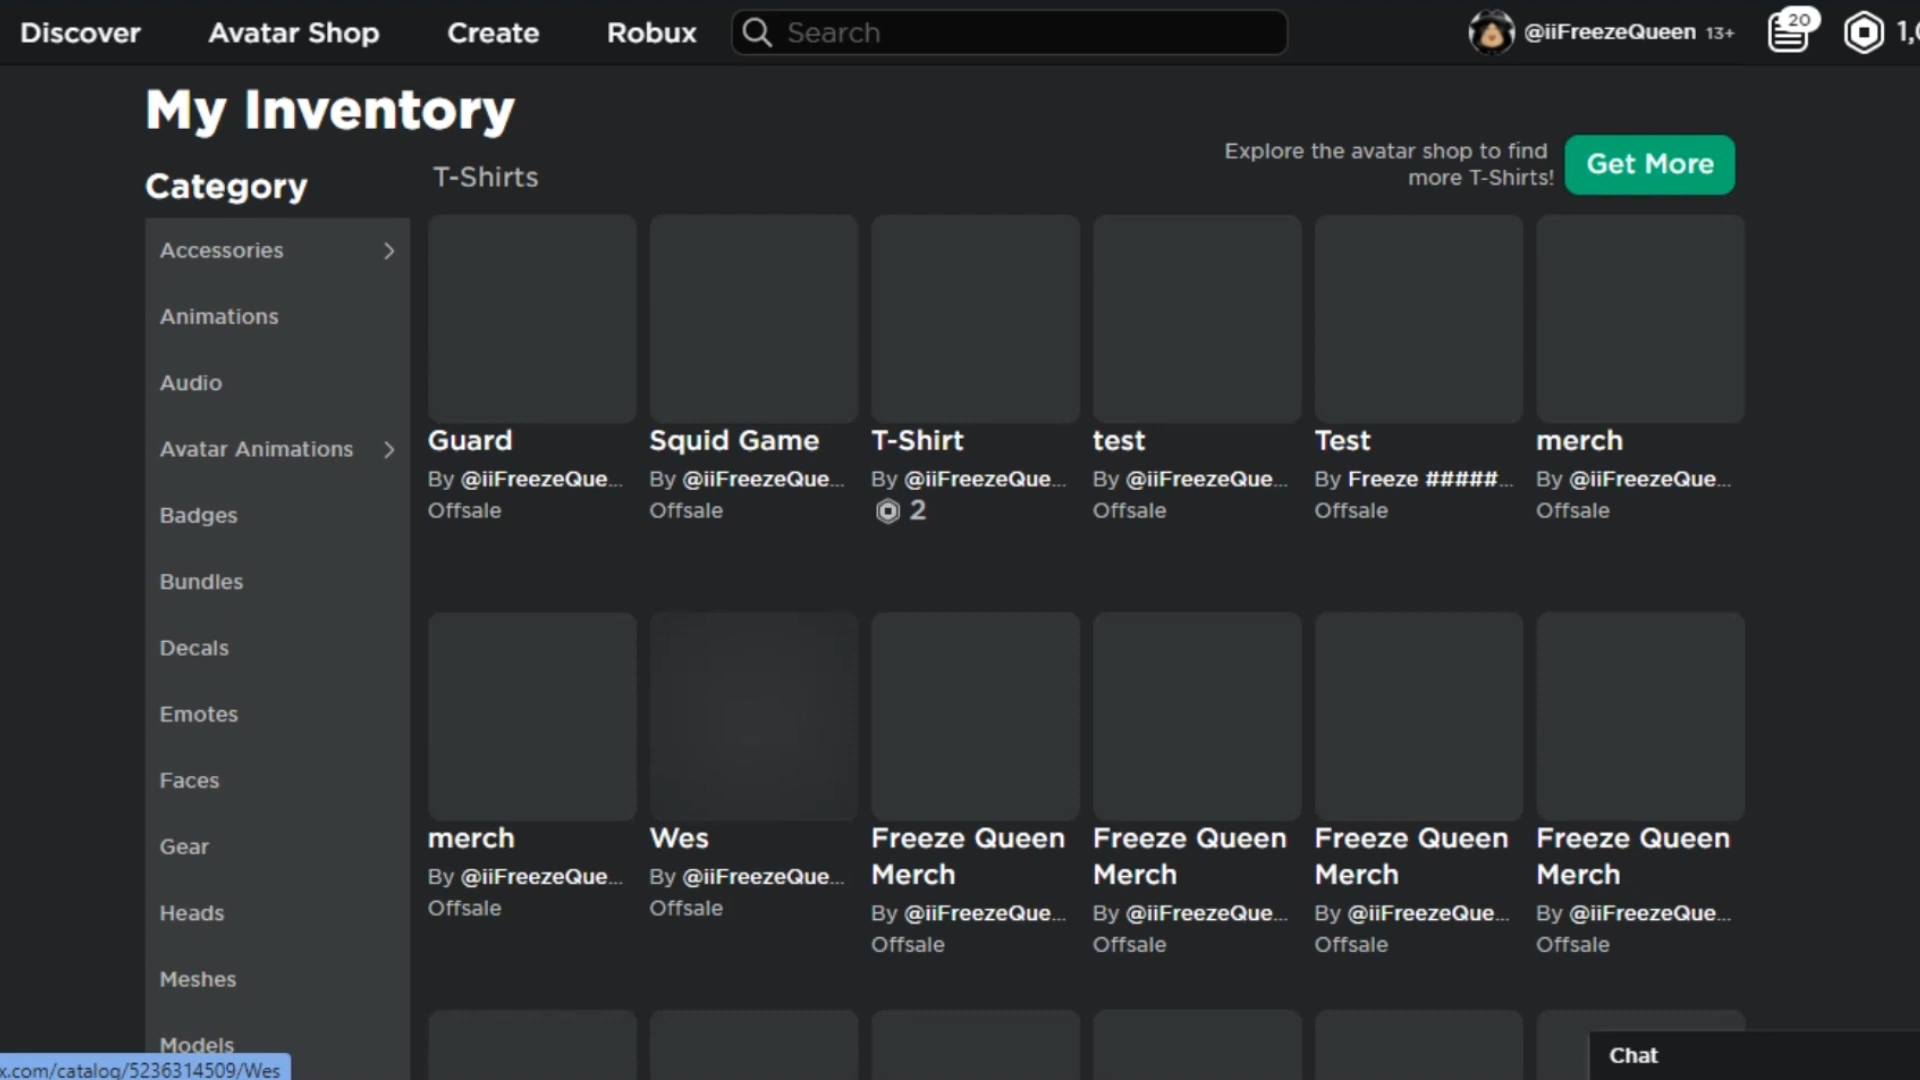 Discover Avatar Shop Create Robux Search @iiFreezeQueen 13+ 20
My Inventory
Explore the avatar shop to find
more T-Shirts!
Get More
Category
T-Shirts
Accessories
Animations
Audio
Avatar Animations
Badges
Bundles
Decals
Emotes
Faces
Gear
Heads
Meshes
Models
Guard
By @iiFreezeQue...
Offsale
Squid Game
By @iiFreezeQue...
Offsale
T-Shirt
By @iiFreezeQue...
2
test
By @iiFreezeQue...
Offsale
Test
By Freeze #####...
Offsale
merch
By @iiFreezeQue...
Offsale
merch
By @iiFreezeQue...
Offsale
Wes
By @iiFreezeQue...
Offsale
Freeze Queen
Merch
By @iiFreezeQue...
Offsale
Freeze Queen
Merch
By @iiFreezeQue...
Offsale
Freeze Queen
Merch
By @iiFreezeQue...
Offsale
Freeze Queen
Merch
By @iiFreezeQue...
Offsale
x.com/catalog/5236314509/Wes
Chat